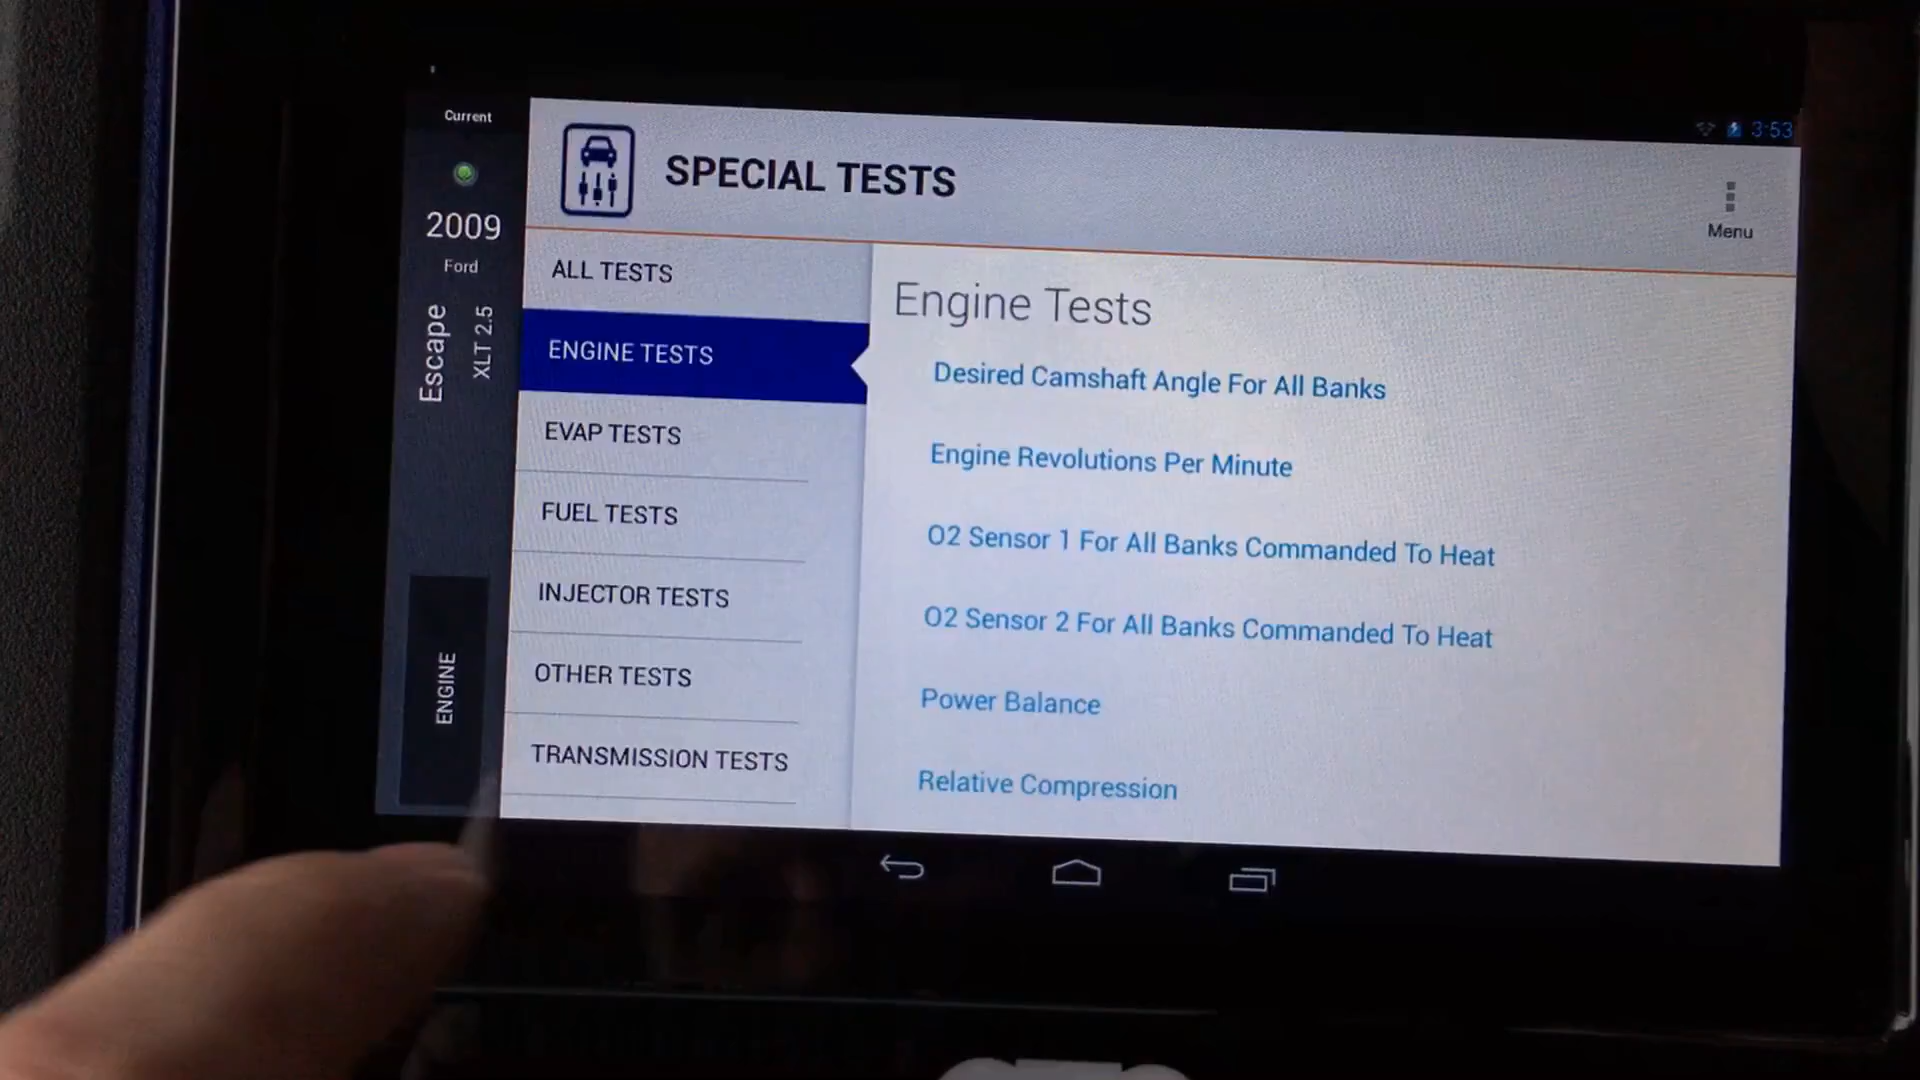 Current
3:53
2009
Ford
Escape
XLT 2.5
ENGINE
SPECIAL TESTS
Menu
ALL TESTS
ENGINE TESTS
EVAP TESTS
FUEL TESTS
INJECTOR TESTS
OTHER TESTS
TRANSMISSION TESTS
Engine Tests
Desired Camshaft Angle For All Banks
Engine Revolutions Per Minute
O2 Sensor 1 For All Banks Commanded To Heat
O2 Sensor 2 For All Banks Commanded To Heat
Power Balance
Relative Compression